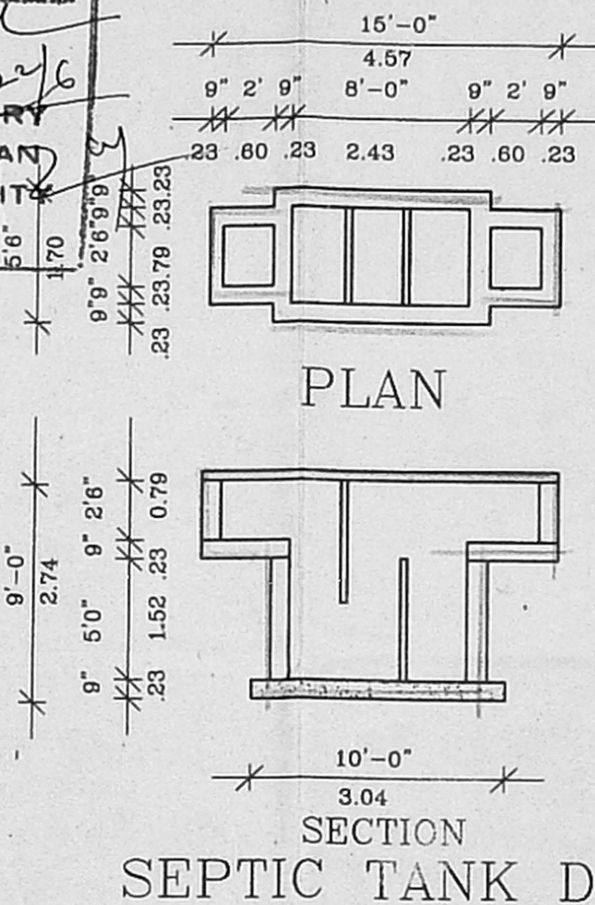 15'-0"
4.57
9" 2' 9" 8'-0" 9" 2' 9"
.23 .60 .23 2.43 .23 .60 .23
R
AN
IT
5'6"
1.70
9"9" 2'6"9"9"
.23 .23.79 .23.23
PLAN
9'-0"
2.74
9" 5'0" 9" 2'6"
.23 1.52 .23 0.79
10'-0"
3.04
SECTION
SEPTIC TANK D